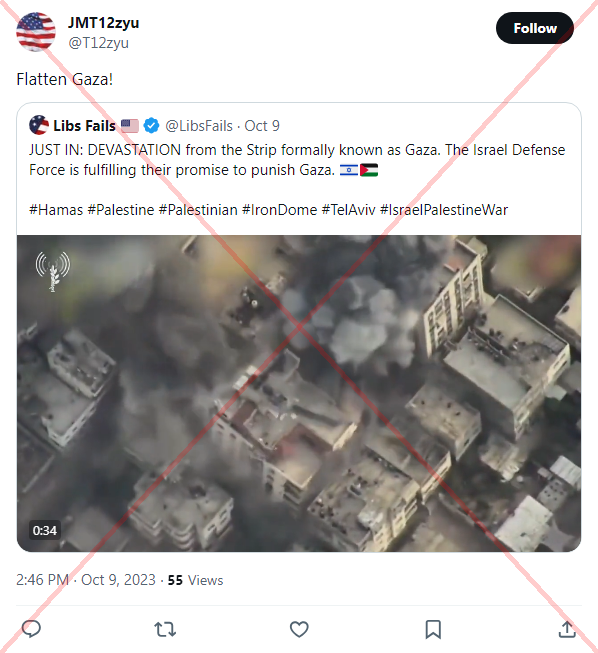 JMT12zyu
@T12zyu
Follow
Flatten Gaza!
Libs Fails 🇺🇸 @LibsFails · Oct 9
JUST IN: DEVASTATION from the Strip formally known as Gaza. The Israel Defense
Force is fulfilling their promise to punish Gaza. 🇮🇱🇵🇸
#Hamas #Palestine #Palestinian #IronDome #TelAviv #IsraelPalestineWar
0:34
2:46 PM · Oct 9, 2023 · 55 Views